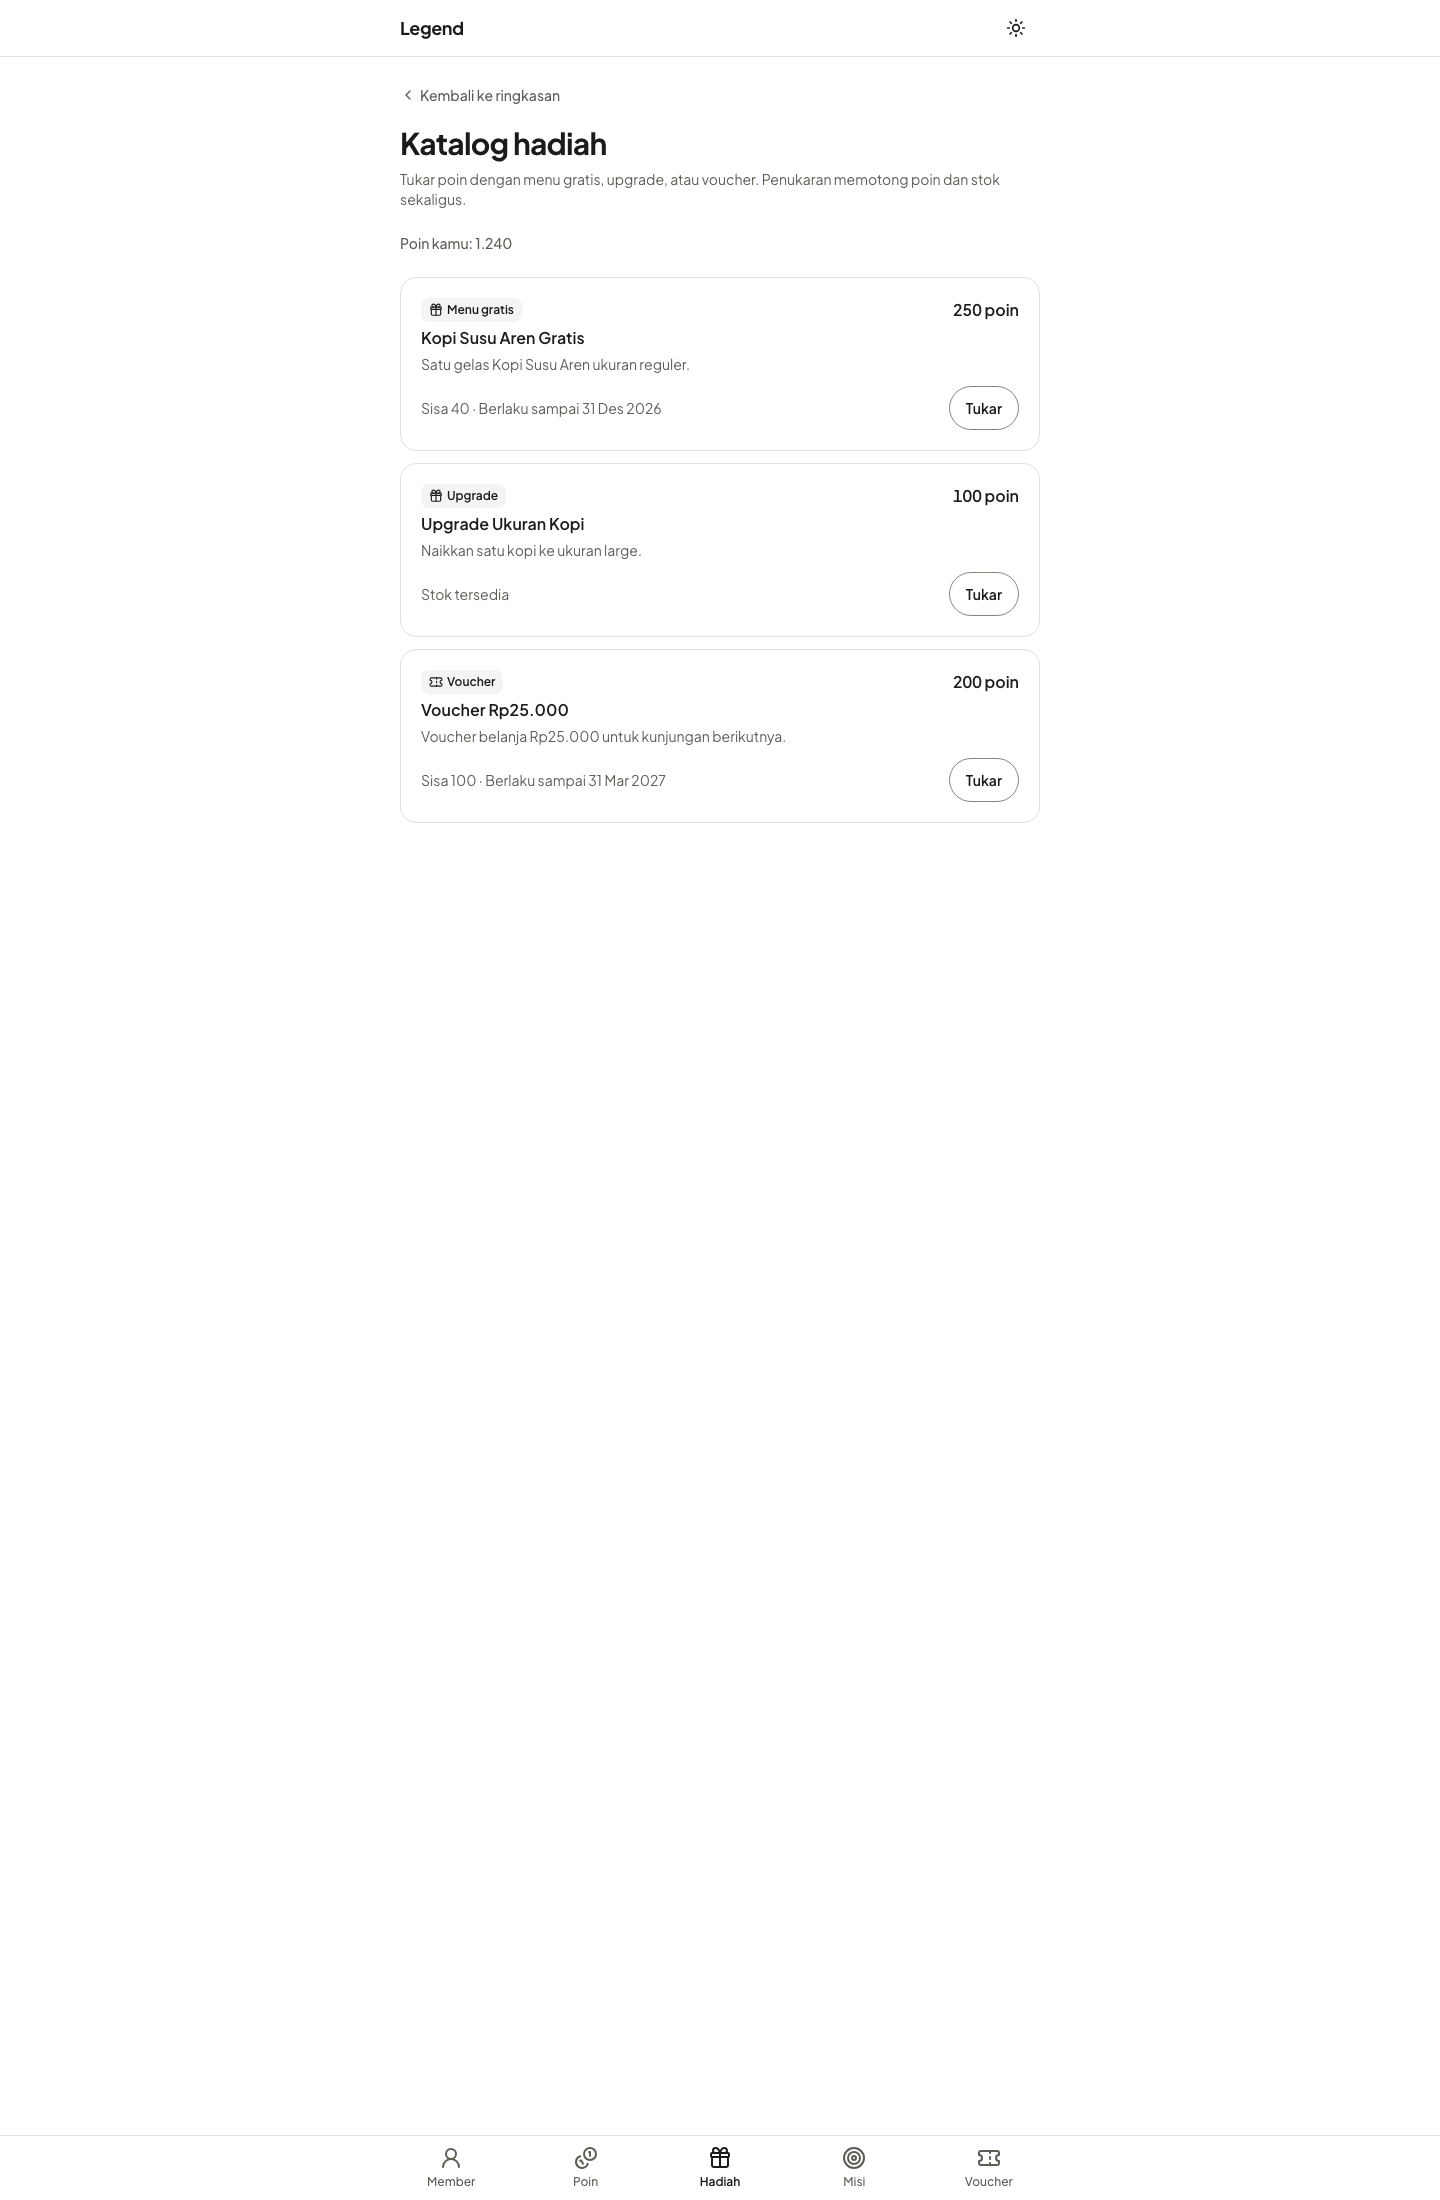 Legend
Kembali ke ringkasan
Katalog hadiah
Tukar poin dengan menu gratis, upgrade, atau voucher. Penukaran memotong poin dan stok
sekaligus.
Poin kamu: 1.240
Menu gratis
250 poin
Kopi Susu Aren Gratis
Satu gelas Kopi Susu Aren ukuran reguler.
Sisa 40 · Berlaku sampai 31 Des 2026
Tukar
Upgrade
100 poin
Upgrade Ukuran Kopi
Naikkan satu kopi ke ukuran large.
Stok tersedia
Tukar
Voucher
200 poin
Voucher Rp25.000
Voucher belanja Rp25.000 untuk kunjungan berikutnya.
Sisa 100 · Berlaku sampai 31 Mar 2027
Tukar
Member
Poin
Hadiah
Misi
Voucher